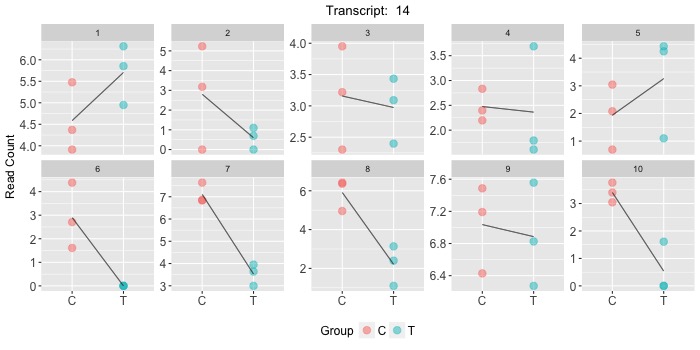 Transcript: 14
1 2 3 4 5
6.0 5.5 5.0 4.5 4.0
5 4 3 2 1 0
4.0 3.5 3.0 2.5
3.5 3.0 2.5 2.0
4 3 2 1
Read Count
6 7 8 9 10
4 3 2 1 0
7 6 5 4 3
6 4 2
7.6 7.2 6.8 6.4
3 2 1 0
C T C T C T C T C T
Group C T